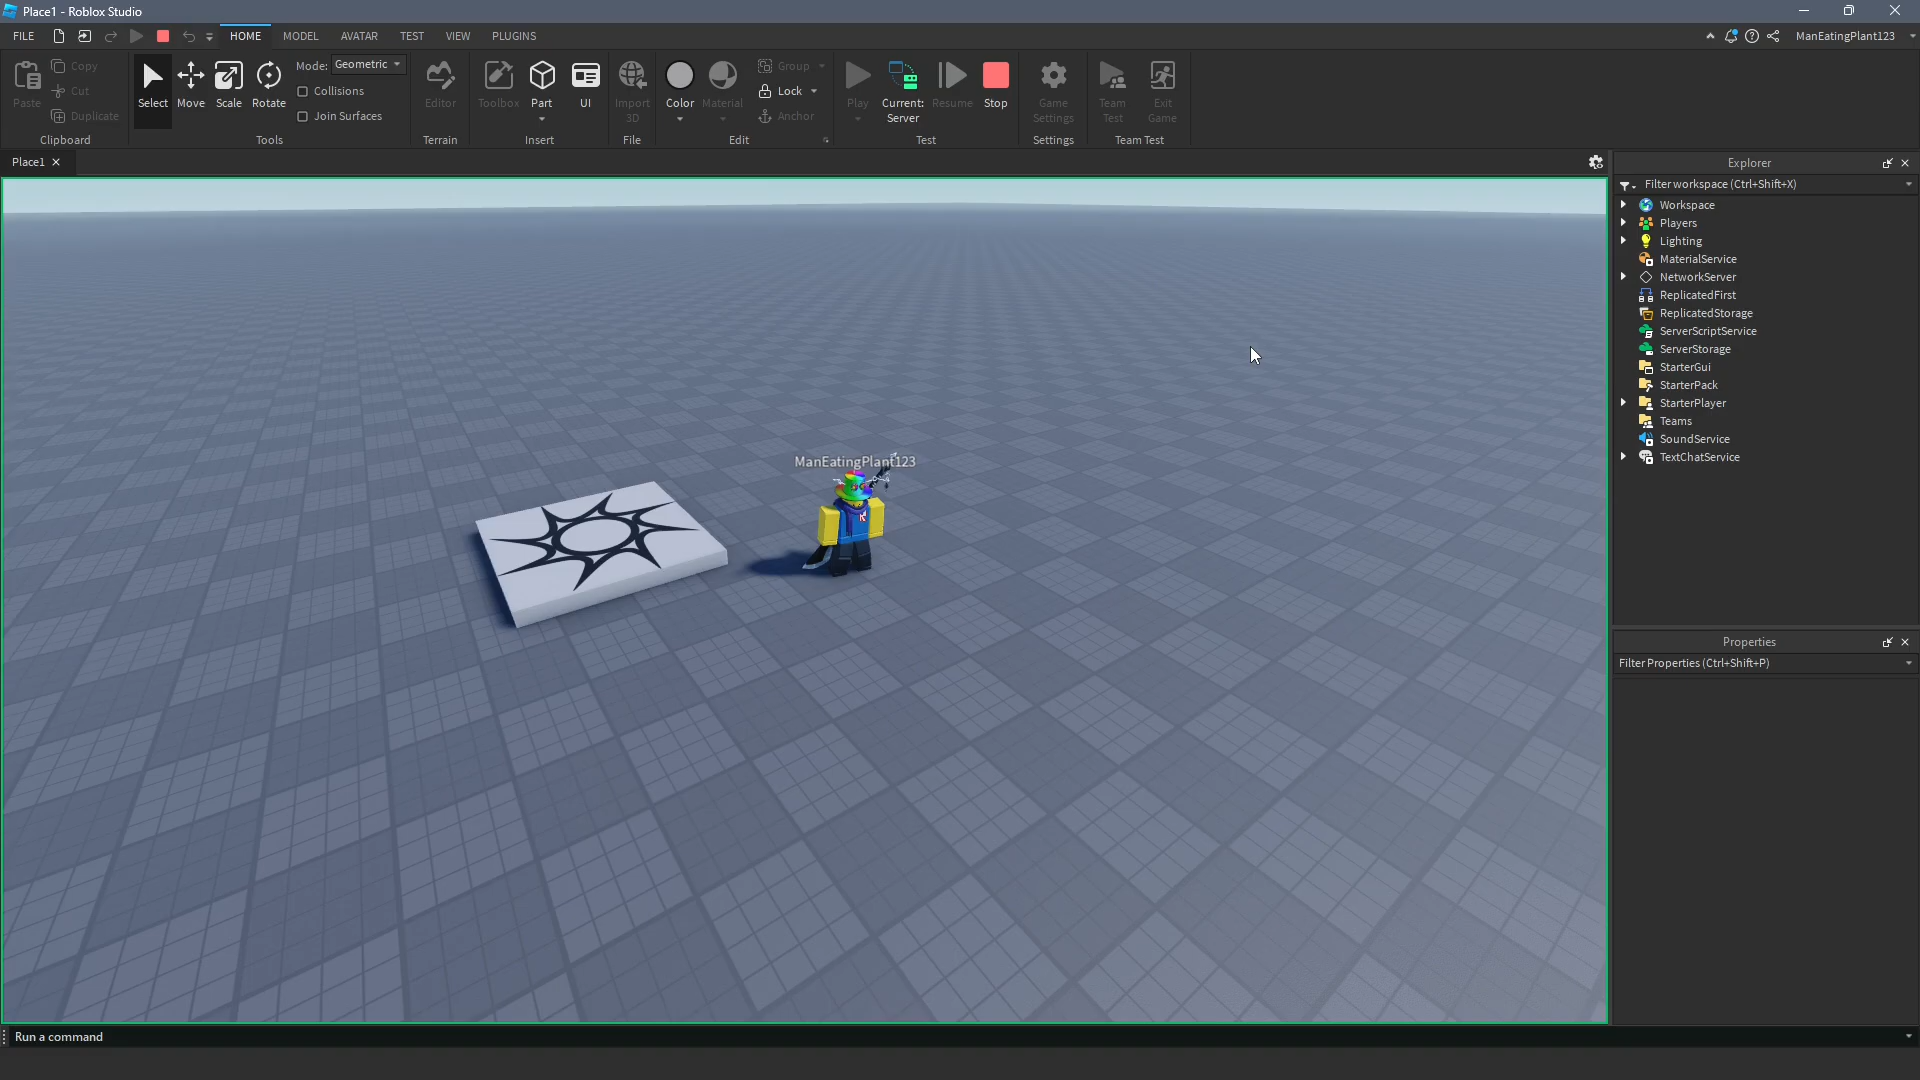 Place1 - Roblox Studio
FILE HOME MODEL AVATAR TEST VIEW PLUGINS ManEatingPlant123
Paste
Copy
Cut
Duplicate
Clipboard
Select Move Scale Rotate
Mode: Geometric
Collisions
Join Surfaces
Tools
Editor
Terrain
Toolbox Part UI
Insert
Import
3D
File
Color Material
Group
Lock
Anchor
Edit
Play
Current:
Server
Resume Stop
Test
Game
Settings
Settings
Team
Test
Exit
Game
Team Test
Place1
Explorer
Filter workspace (Ctrl+Shift+X)
Workspace
Players
Lighting
MaterialService
NetworkServer
ReplicatedFirst
ReplicatedStorage
ServerScriptService
ServerStorage
StarterGui
StarterPack
StarterPlayer
Teams
SoundService
TextChatService
ManEatingPlant123
Properties
Filter Properties (Ctrl+Shift+P)
Run a command